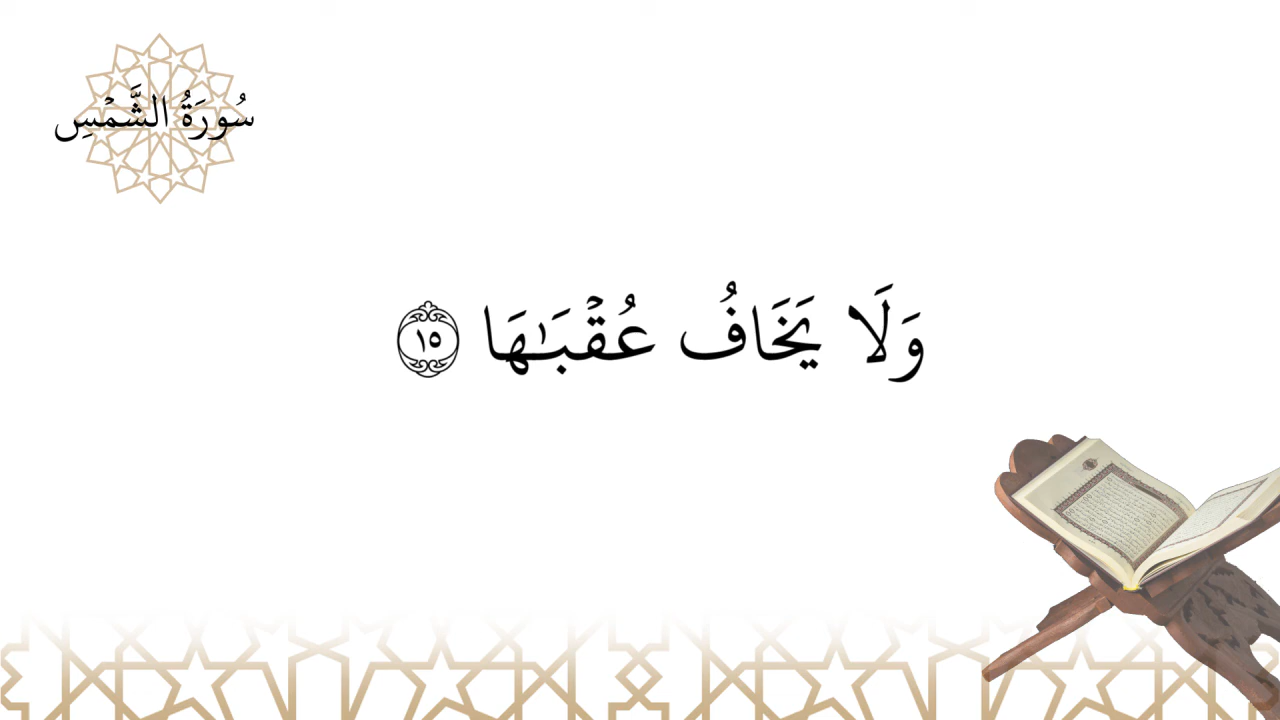 سُورَةُ الشَّمْسِ
وَلَا يَخَافُ عُقْبَـٰهَا ١٥